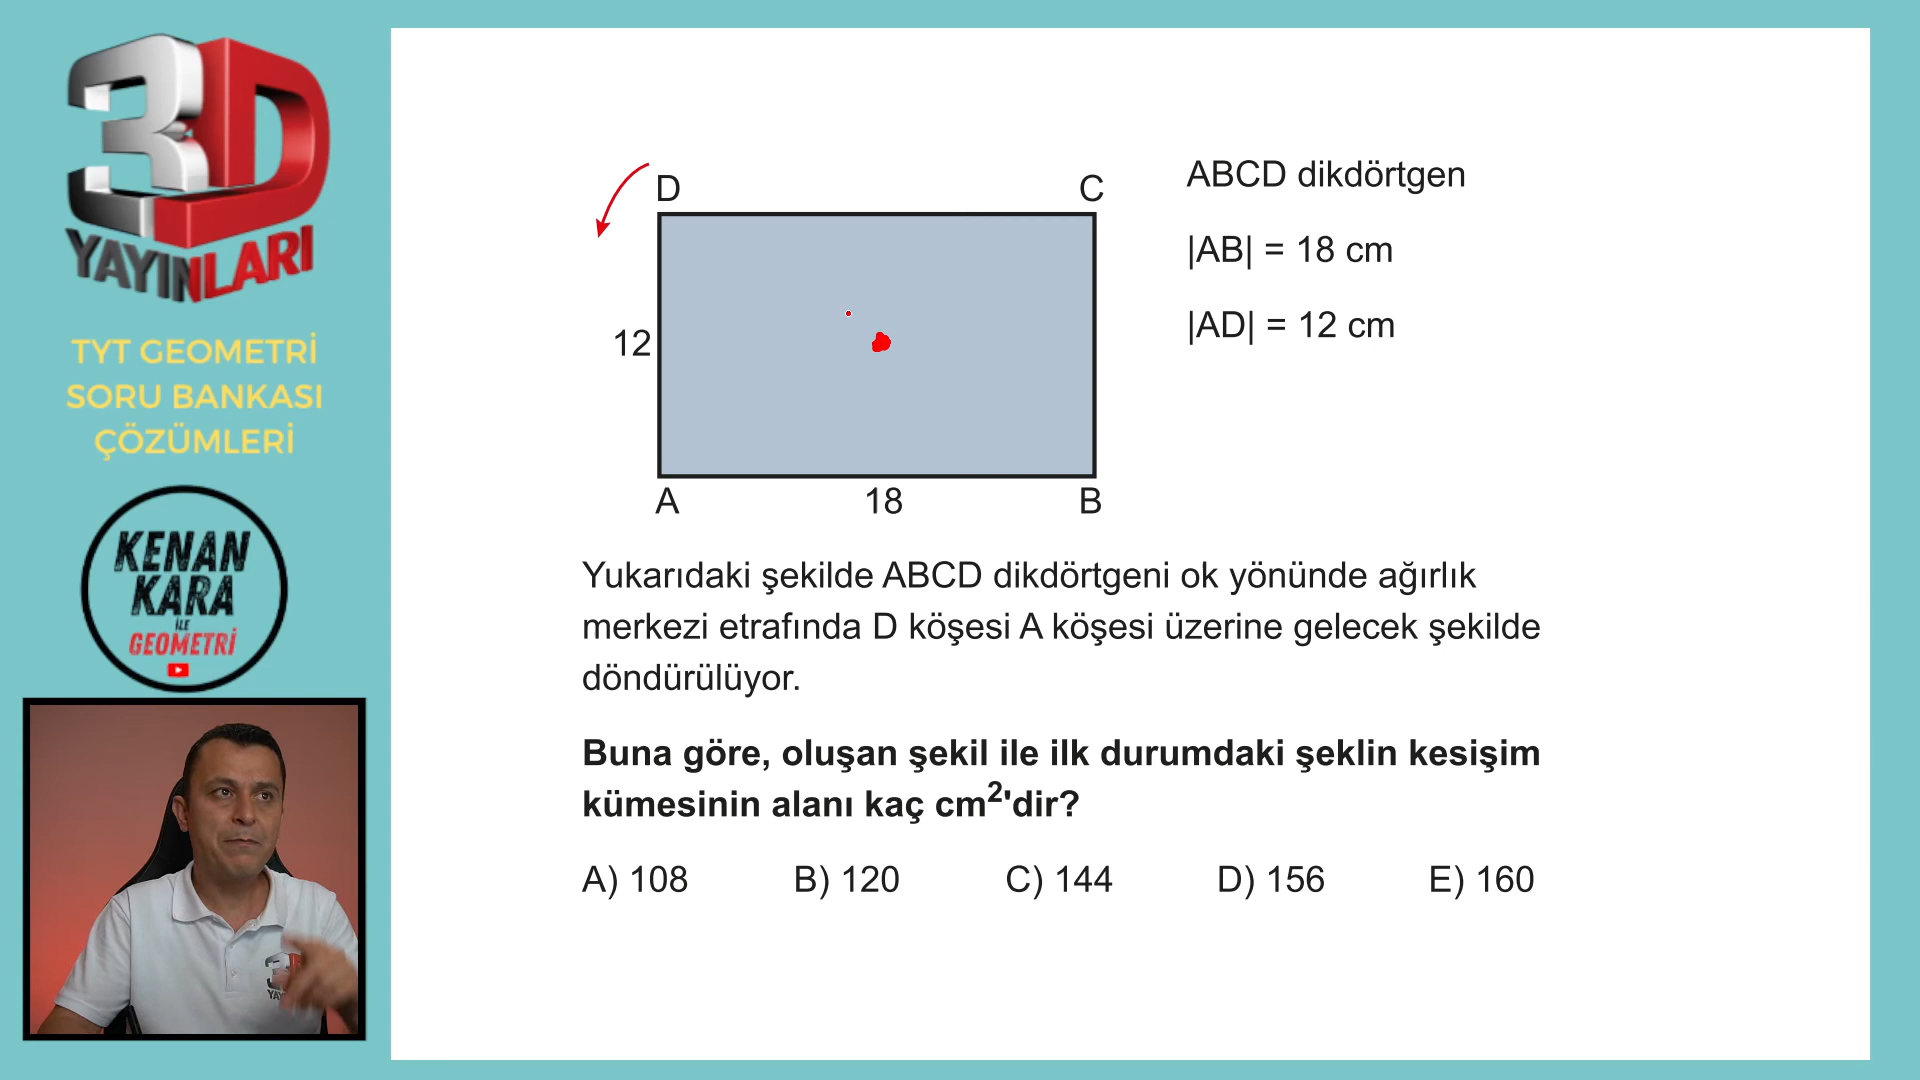 3D
YAYINLARI
TYT GEOMETRİ
SORU BANKASI
ÇÖZÜMLERİ
KENAN
KARA
İLE
GEOMETRİ
D
C
12
A
18
B
ABCD dikdörtgen
|AB| = 18 cm
|AD| = 12 cm
Yukarıdaki şekilde ABCD dikdörtgeni ok yönünde ağırlık
merkezi etrafında D köşesi A köşesi üzerine gelecek şekilde
döndürülüyor.
Buna göre, oluşan şekil ile ilk durumdaki şeklin kesişim
kümesinin alanı kaç cm²'dir?
A) 108 B) 120 C) 144 D) 156 E) 160